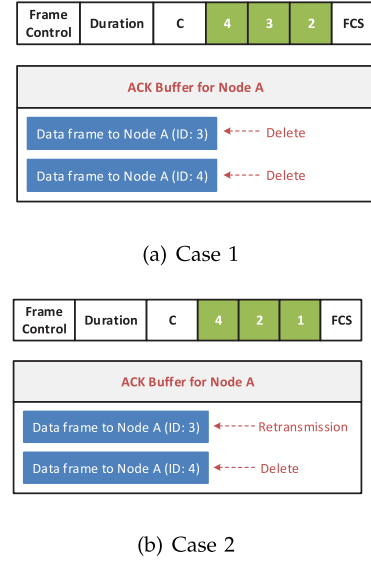 Frame Control Duration C 4 3 2 FCS
ACK Buffer for Node A
Data frame to Node A (ID: 3) Delete
Data frame to Node A (ID: 4) Delete
(a) Case 1
Frame Control Duration C 4 2 1 FCS
ACK Buffer for Node A
Data frame to Node A (ID: 3) Retransmission
Data frame to Node A (ID: 4) Delete
(b) Case 2